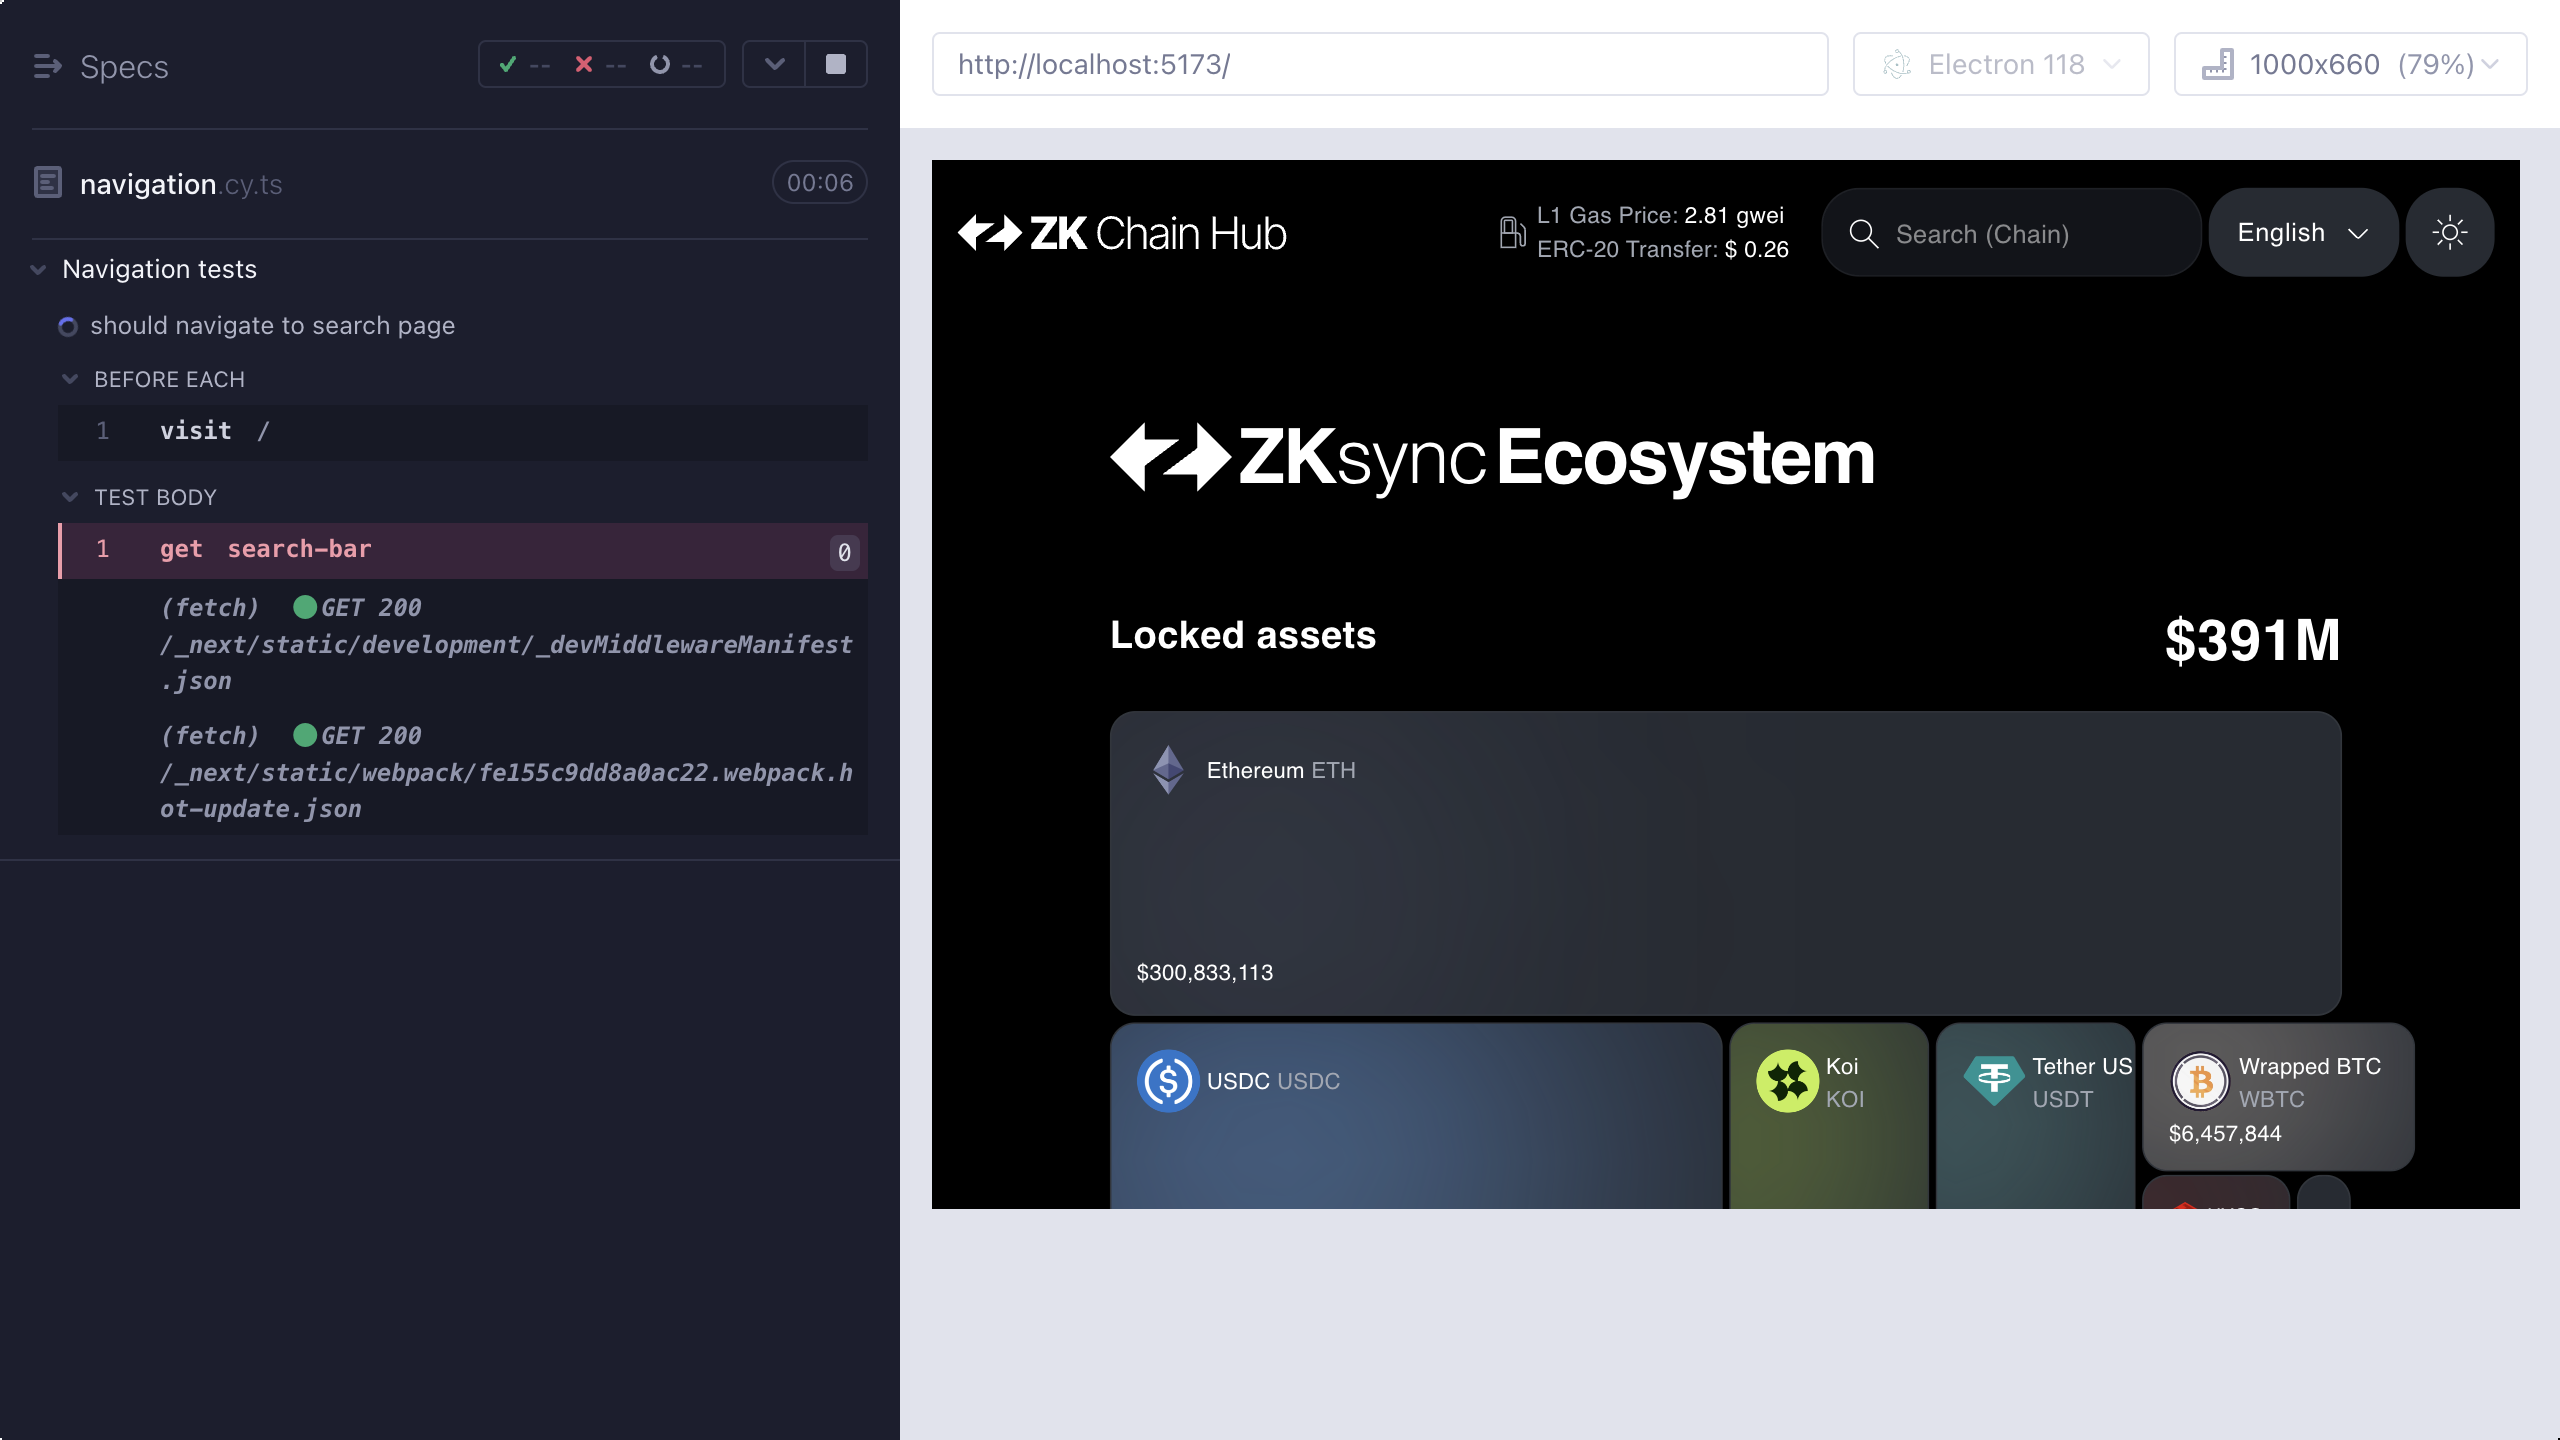 Specs
-- -- --
navigation.cy.ts
00:06
Navigation tests
should navigate to search page
BEFORE EACH
1 visit /
TEST BODY
1 get search-bar 0
(fetch) GET 200
/_next/static/development/_devMiddlewareManifest
.json
(fetch) GET 200
/_next/static/webpack/fe155c9dd8a0ac22.webpack.h
ot-update.json
http://localhost:5173/
Electron 118
1000x660 (79%)
ZK Chain Hub
L1 Gas Price: 2.81 gwei
ERC-20 Transfer: $ 0.26
Search (Chain)
English
ZKsync Ecosystem
Locked assets
$391M
Ethereum ETH
$300,833,113
USDC USDC
Koi
KOI
Tether US
USDT
Wrapped BTC
WBTC
$6,457,844